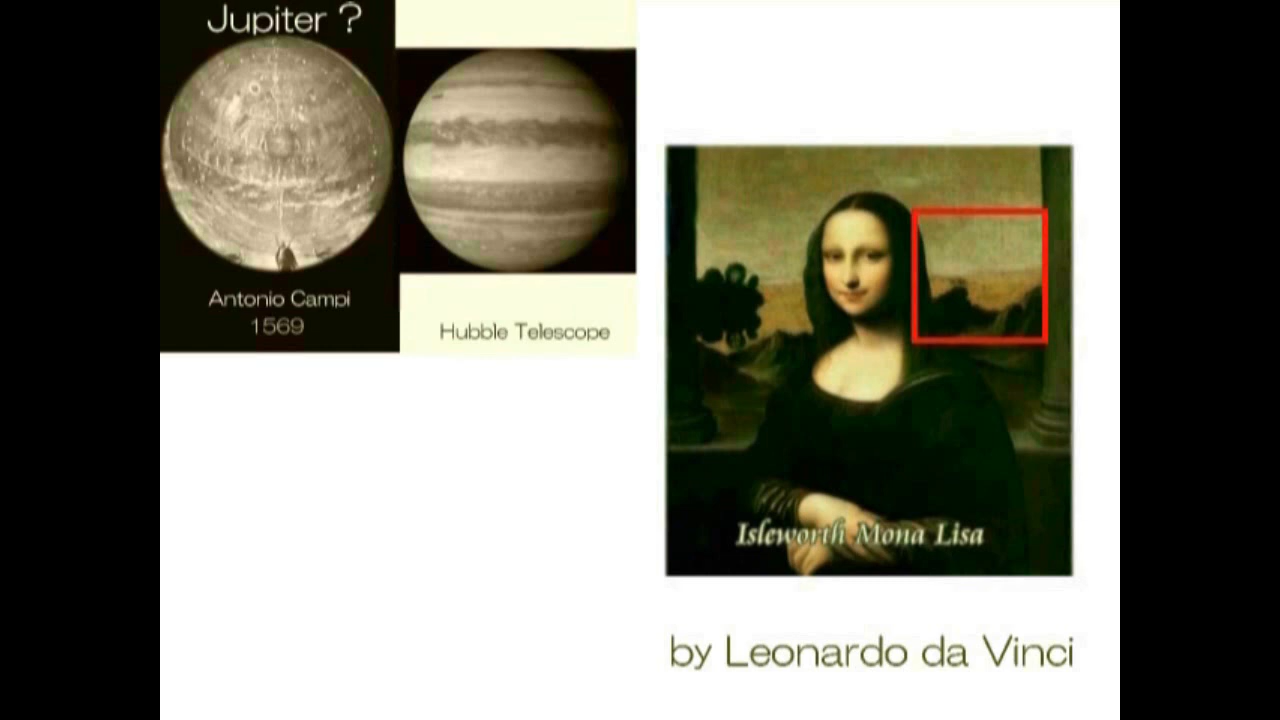 Jupiter ?
Antonio Campi
1569
Hubble Telescope
Isleworth Mona Lisa
by Leonardo da Vinci